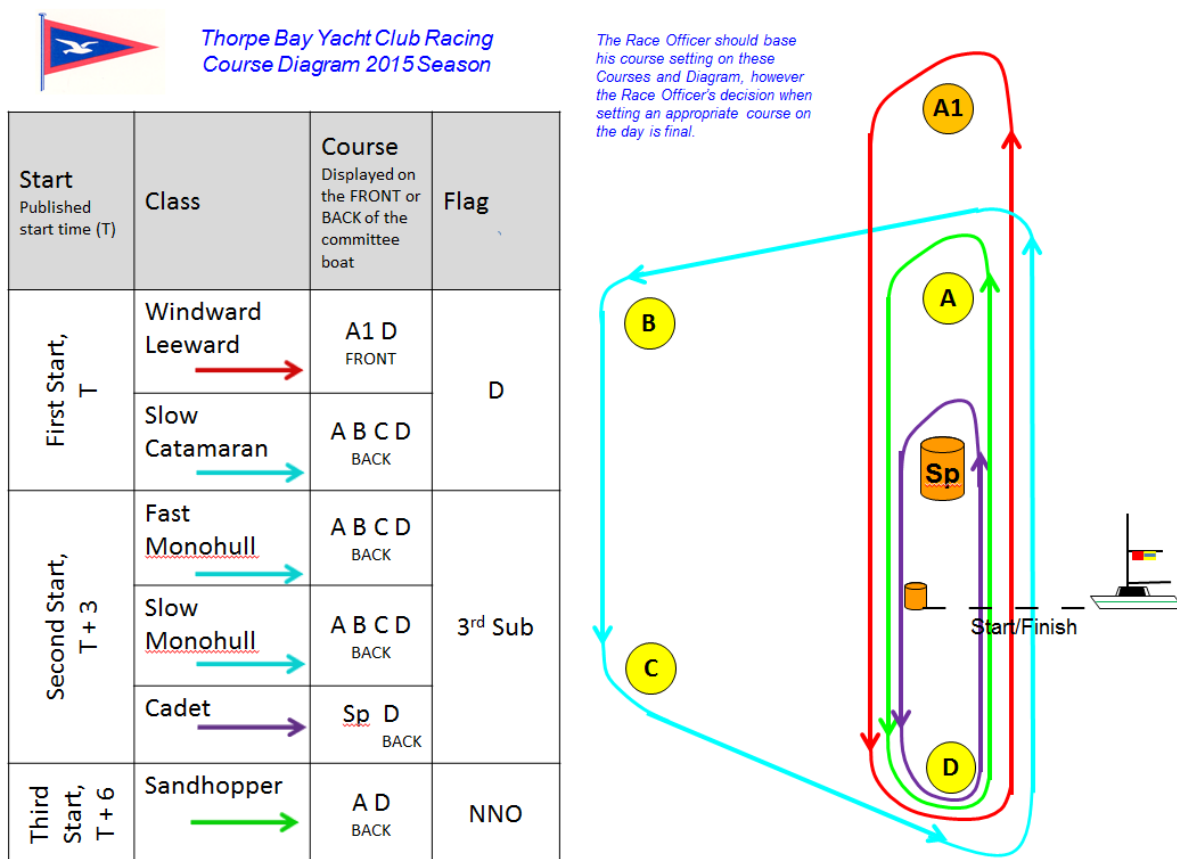 Thorpe Bay Yacht Club Racing
Course Diagram 2015 Season
The Race Officer should base
his course setting on these
Courses and Diagram, however
the Race Officer's decision when
setting an appropriate course on
the day is final.
Start
Published
start time (T)
Class
Course
Displayed on
the FRONT or
BACK of the
committee
boat
Flag
First Start,
T
Windward
Leeward
A1 D
FRONT
D
Slow
Catamaran
A B C D
BACK
Second Start,
T + 3
Fast
Monohull
A B C D
BACK
3rd Sub
Slow
Monohull
A B C D
BACK
Cadet
Sp D
BACK
Third
Start,
T + 6
Sandhopper
A D
BACK
NNO
A1
A
B
Sp
Start/Finish
C
D